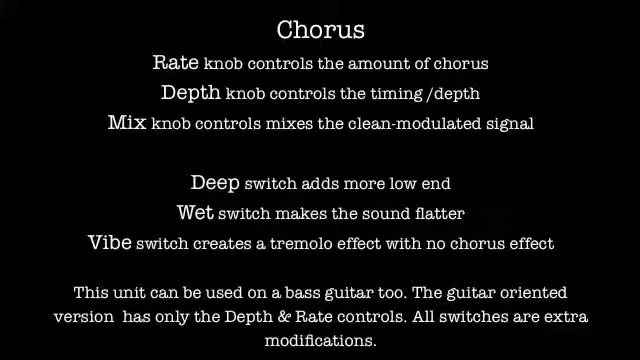 Chorus
Rate knob controls the amount of chorus
Depth knob controls the timing /depth
Mix knob controls mixes the clean-modulated signal
Deep switch adds more low end
Wet switch makes the sound flatter
Vibe switch creates a tremolo effect with no chorus effect
This unit can be used on a bass guitar too. The guitar oriented
version has only the Depth & Rate controls. All switches are extra
modifications.